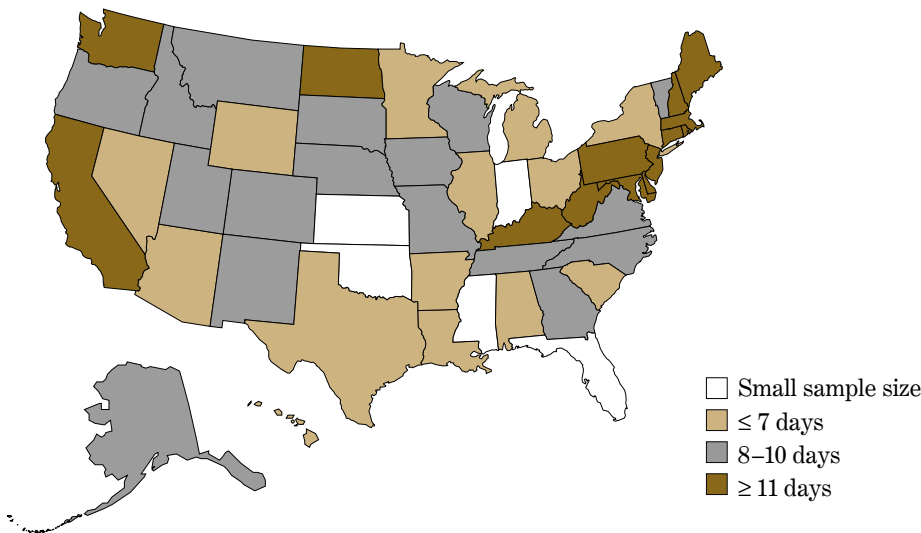 Small sample size
≤ 7 days
8–10 days
≥ 11 days